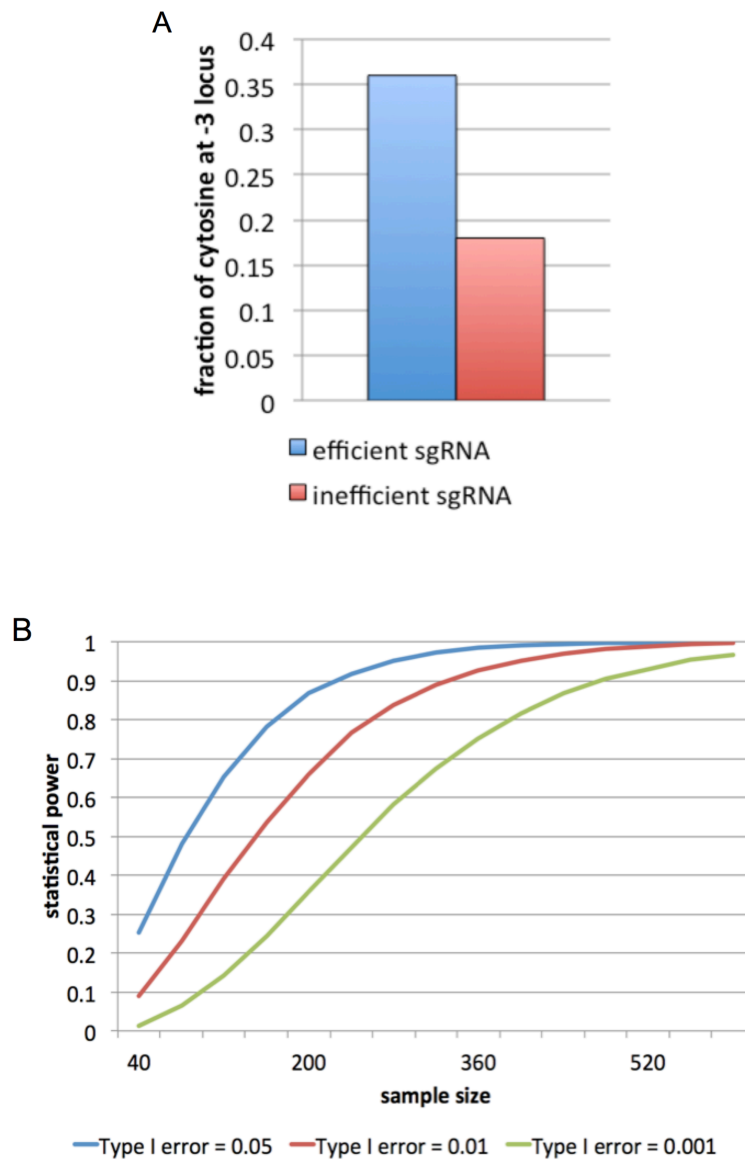 A
fraction of cytosine at -3 locus
0.4
0.35
0.3
0.25
0.2
0.15
0.1
0.05
0
efficient sgRNA
inefficient sgRNA
B
statistical power
1
0.9
0.8
0.7
0.6
0.5
0.4
0.3
0.2
0.1
0
40 200 360 520
sample size
Type I error = 0.05 Type I error = 0.01 Type I error = 0.001